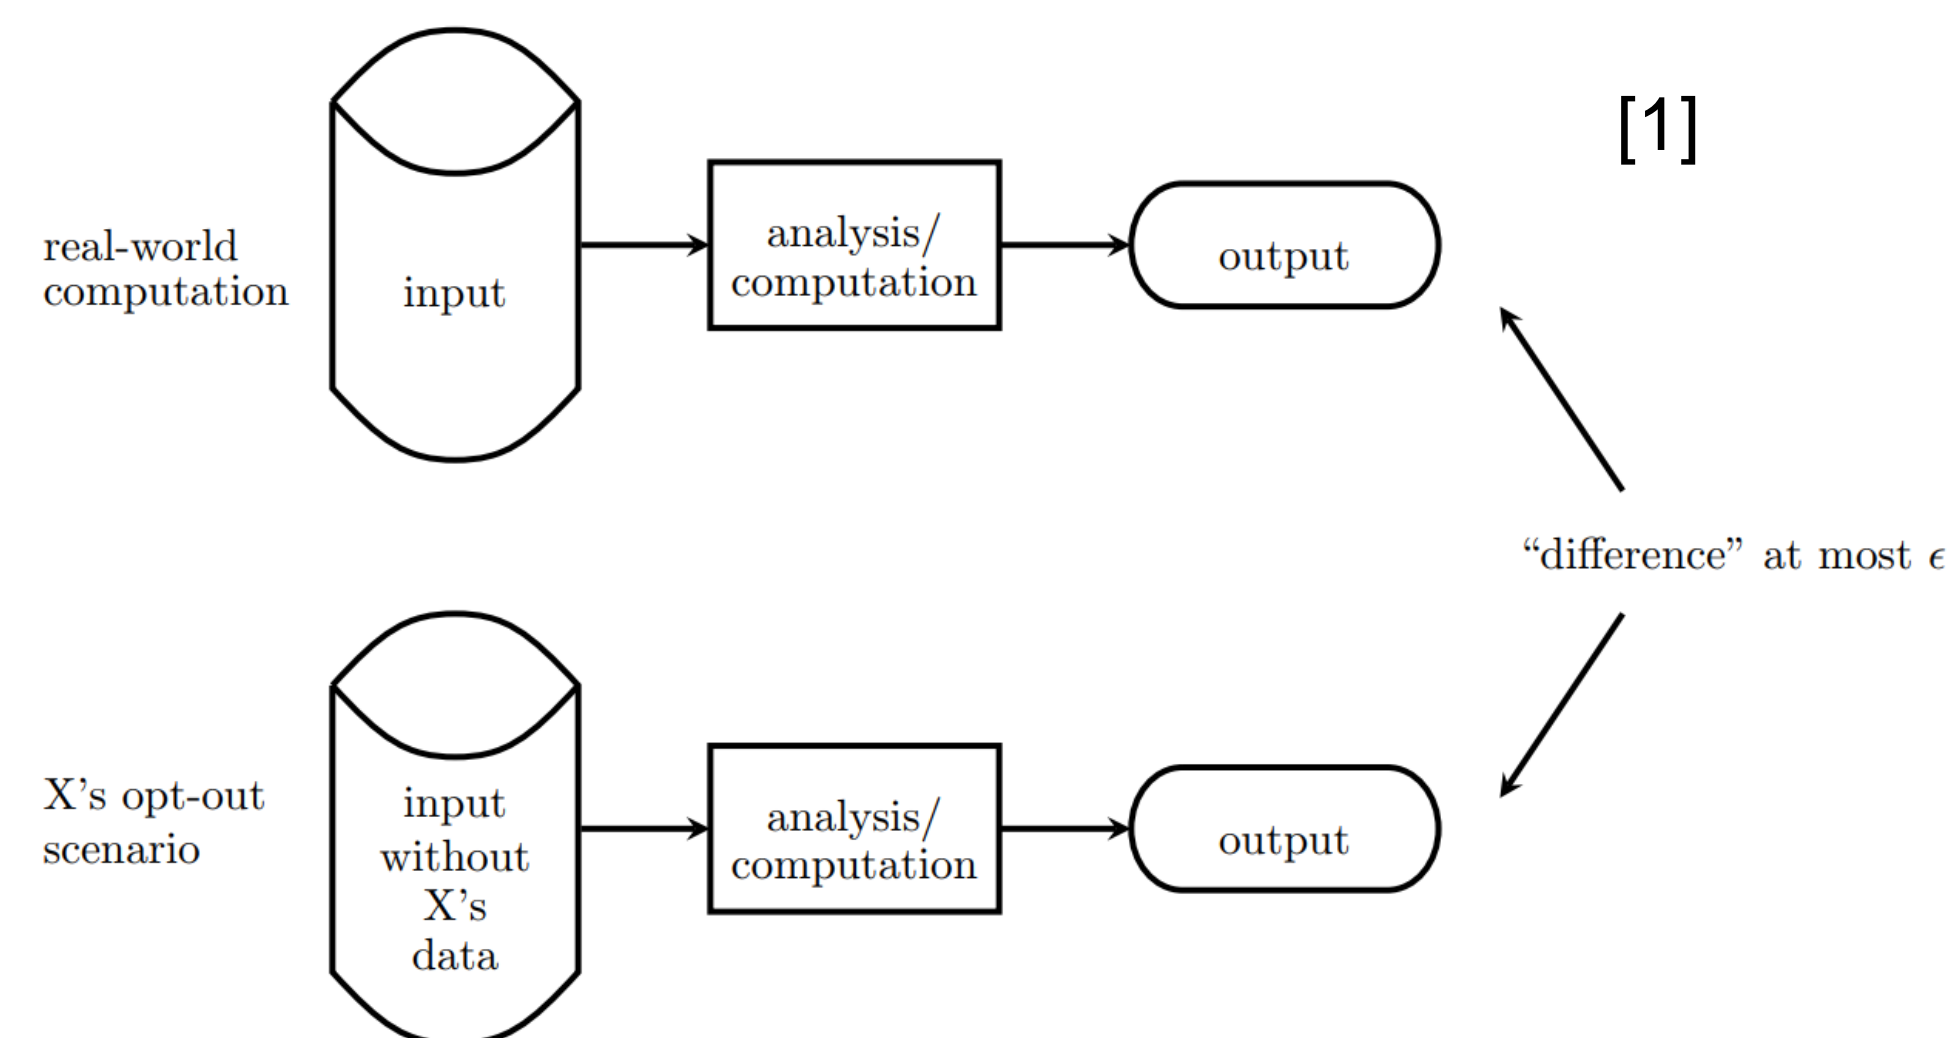 [1]
real-world
computation
input
analysis/
computation
output
“difference” at most ϵ
X’s opt-out
scenario
input
without
X’s
data
analysis/
computation
output